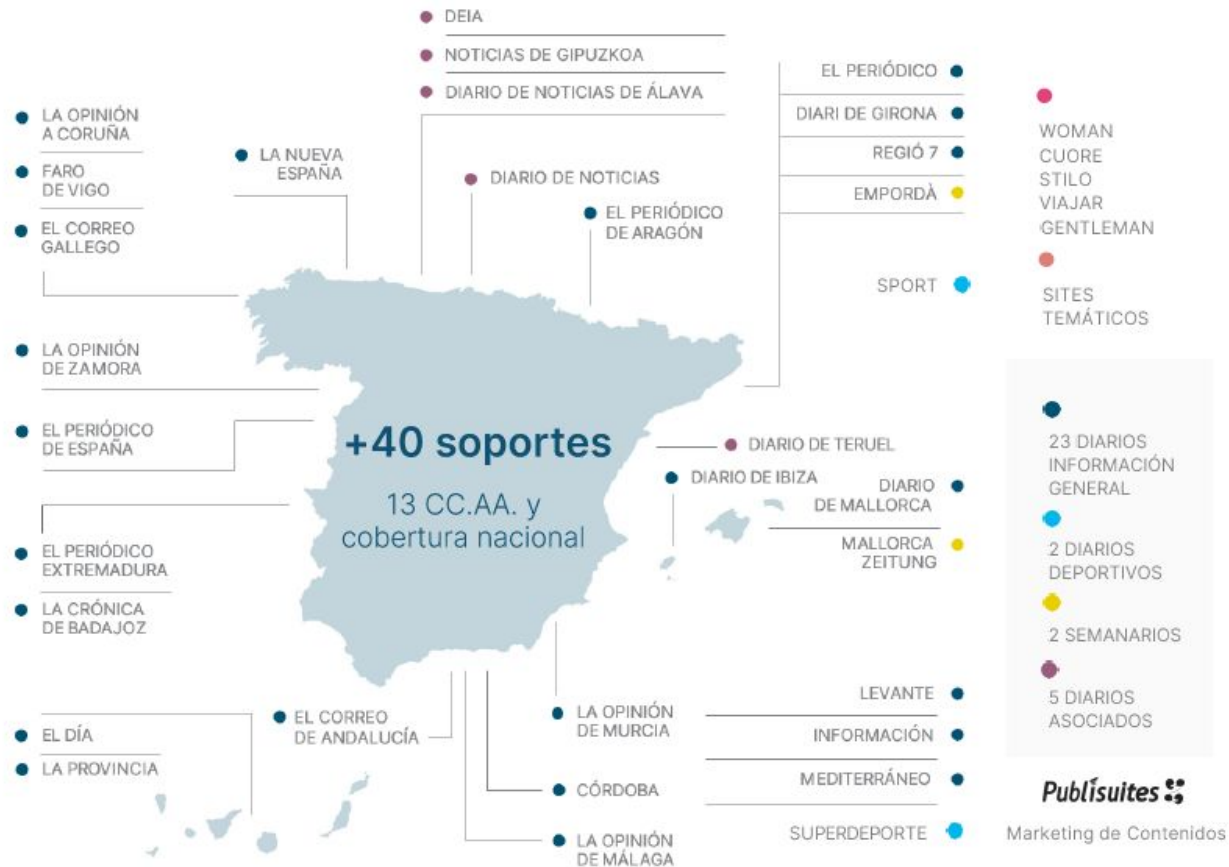 DEIA
NOTICIAS DE GIPUZKOA
DIARIO DE NOTICIAS DE ÁLAVA
LA OPINIÓN
A CORUÑA
FARO
DE VIGO
EL CORREO
GALLEGO
LA NUEVA
ESPAÑA
DIARIO DE NOTICIAS
EL PERIÓDICO
DE ARAGÓN
EL PERIÓDICO
DIARI DE GIRONA
REGIÓ 7
EMPORDÀ
SPORT
WOMAN
CUORE
STILO
VIAJAR
GENTLEMAN
SITES
TEMÁTICOS
LA OPINIÓN
DE ZAMORA
EL PERIÓDICO
DE ESPAÑA
EL PERIÓDICO
EXTREMADURA
LA CRÓNICA
DE BADAJOZ
+40 soportes
13 CC.AA. y
cobertura nacional
DIARIO DE TERUEL
DIARIO DE IBIZA
DIARIO
DE MALLORCA
MALLORCA
ZEITUNG
23 DIARIOS
INFORMACIÓN
GENERAL
2 DIARIOS
DEPORTIVOS
2 SEMANARIOS
5 DIARIOS
ASOCIADOS
EL DÍA
LA PROVINCIA
EL CORREO
DE ANDALUCÍA
LA OPINIÓN
DE MURCIA
CÓRDOBA
LA OPINIÓN
DE MÁLAGA
LEVANTE
INFORMACIÓN
MEDITERRÁNEO
SUPERDEPORTE
Publisuites
Marketing de Contenidos